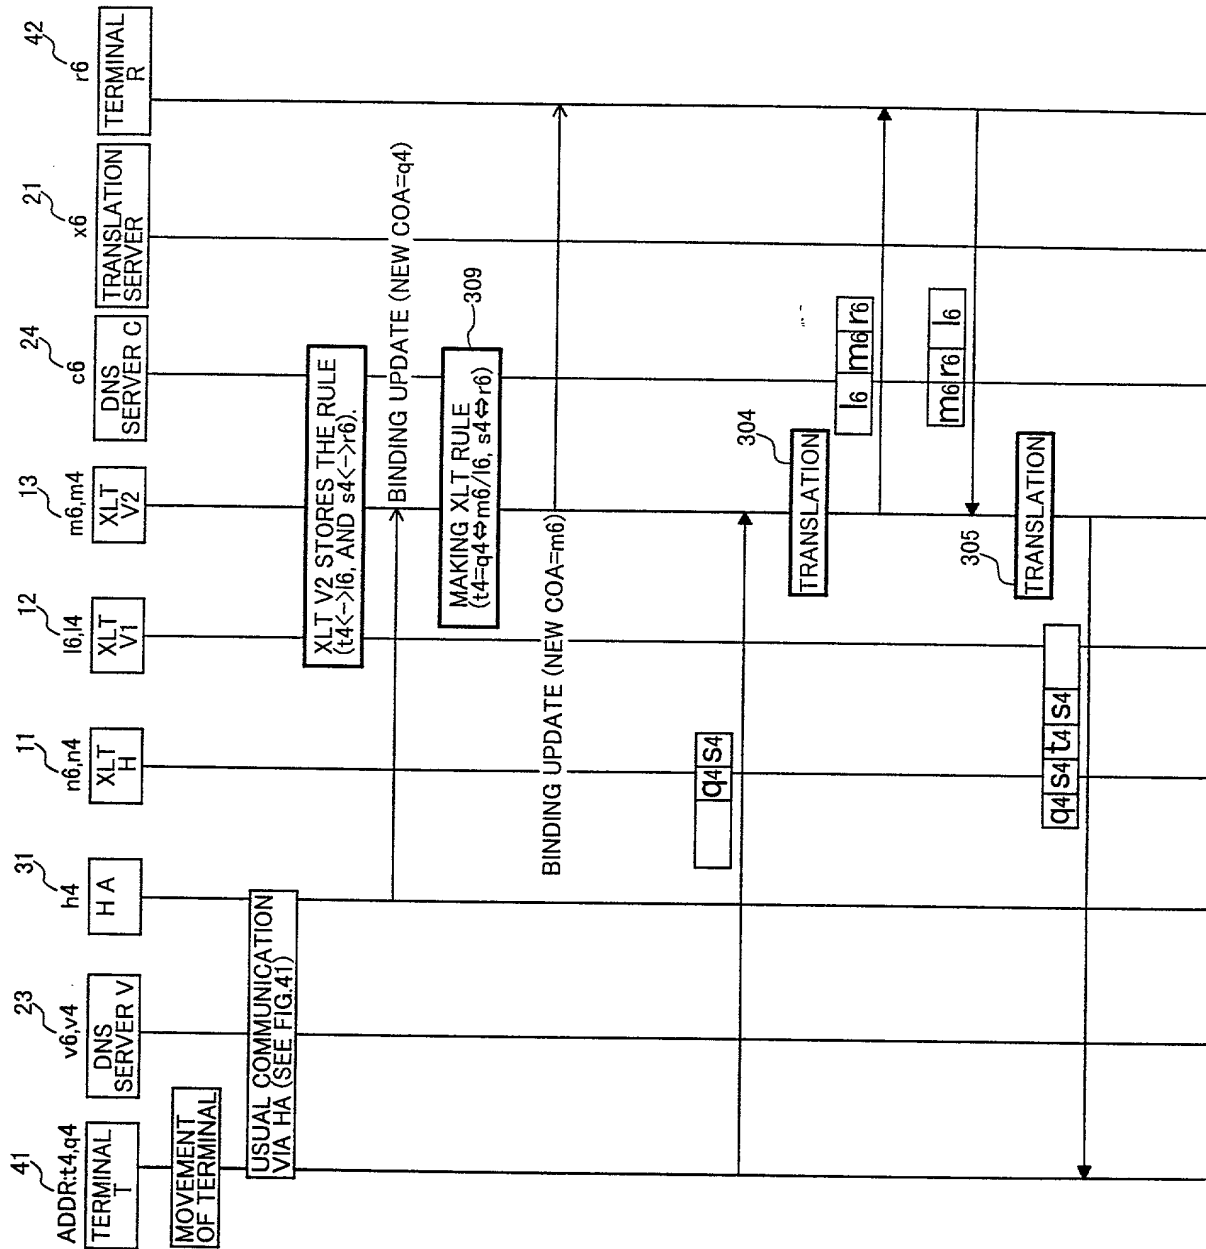 41
ADDR:t4,q4
TERMINAL
T
23
v6,v4
DNS
SERVER V
31
h4
H A
11
n6,n4
XLT
H
12
l6,l4
XLT
V1
13
m6,m4
XLT
V2
24
c6
DNS
SERVER C
21
x6
TRANSLATION
SERVER
42
r6
TERMINAL
R
MOVEMENT
OF TERMINAL
USUAL COMMUNICATION
VIA HA (SEE FIG.41)
XLT V2 STORES THE RULE
(t4<->l6, AND s4<->r6).
BINDING UPDATE (NEW COA=q4)
309
MAKING XLT RULE
(t4=q4⇔m6/l6, s4⇔r6)
BINDING UPDATE (NEW COA=m6)
q4 s4
304
TRANSLATION
l6 m6 r6
m6 r6 l6
305
TRANSLATION
q4 s4 t4 s4